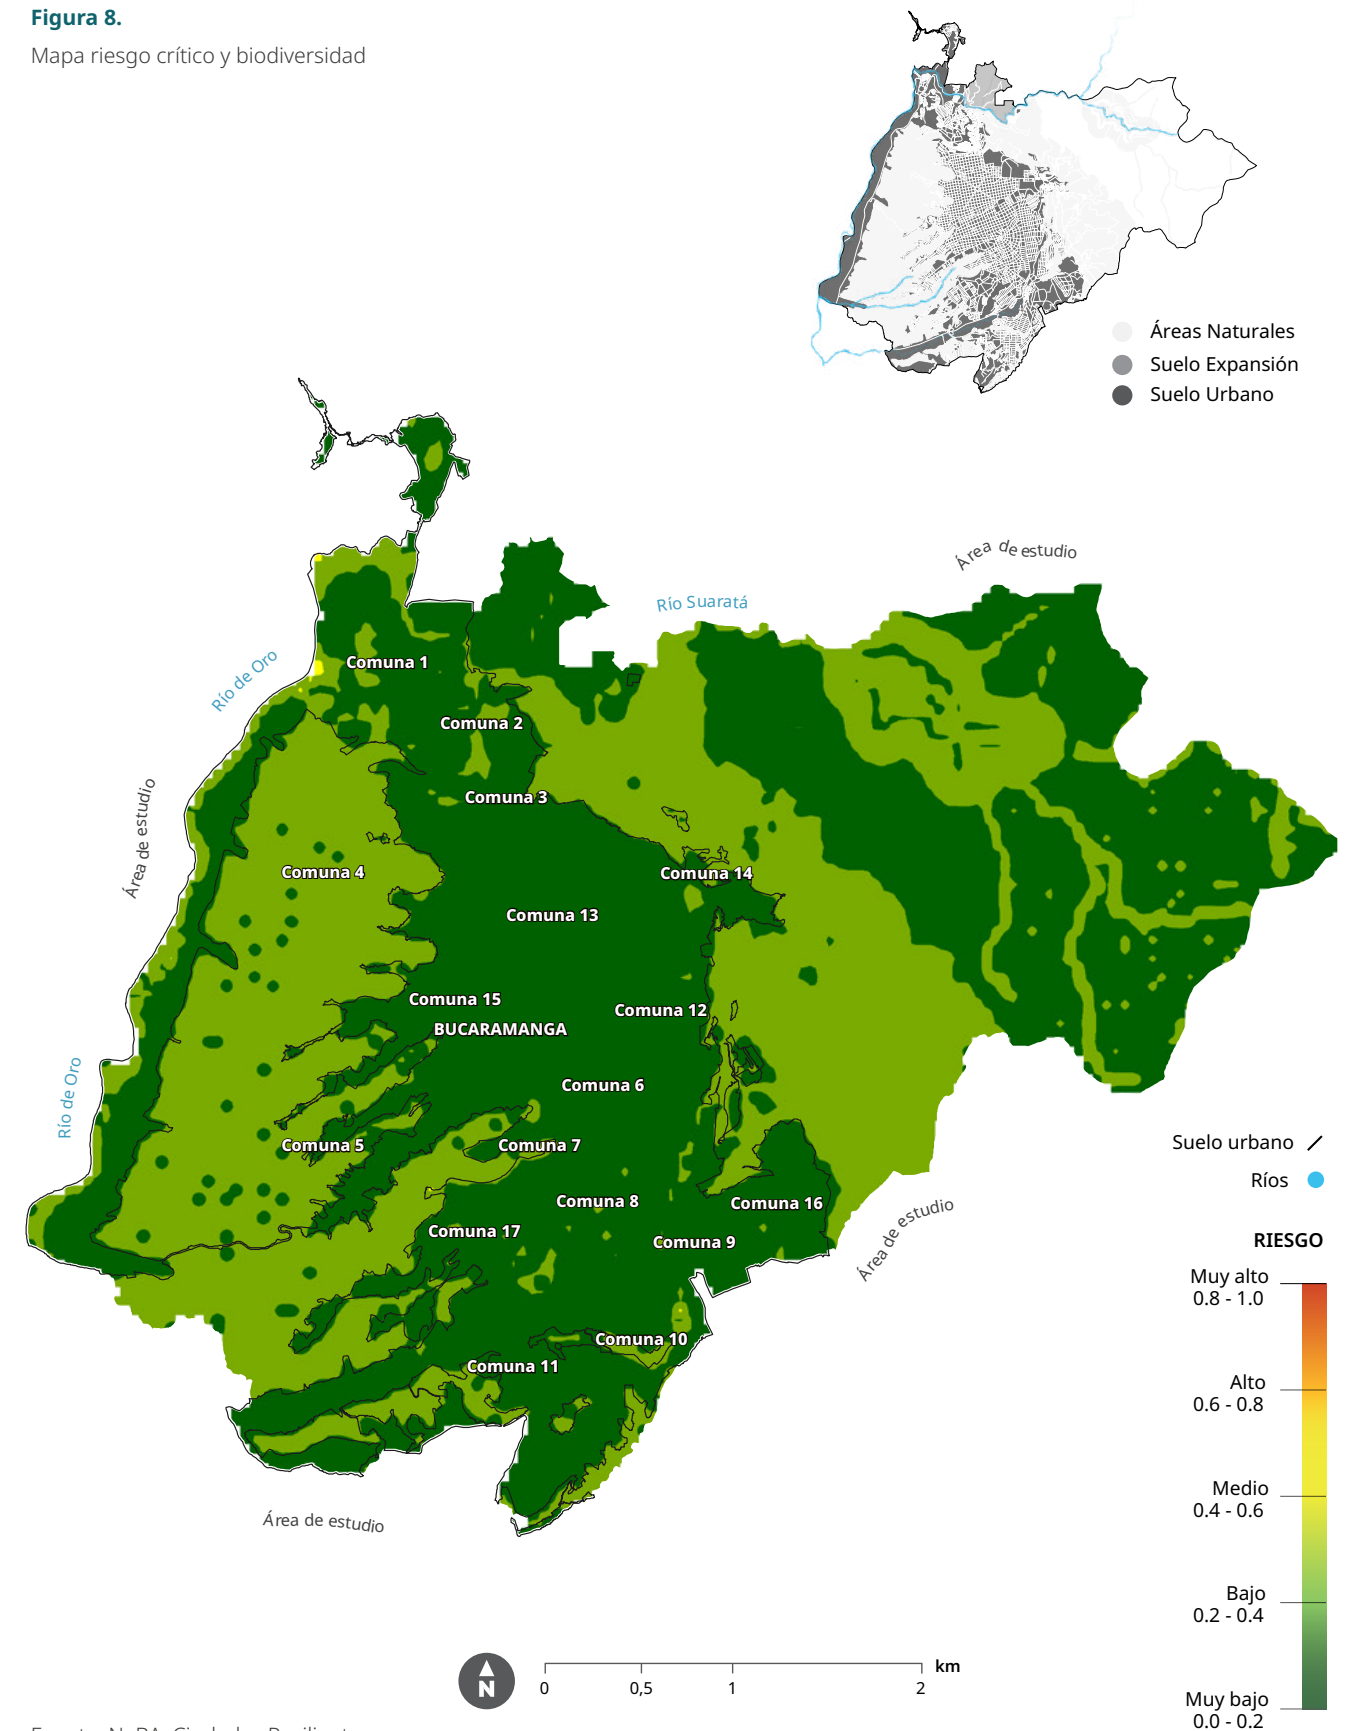 Figura 8.
Mapa riesgo crítico y biodiversidad
Áreas Naturales
Suelo Expansión
Suelo Urbano
Área de estudio
Río Suaratá
Río de Oro
Comuna 1
Comuna 2
Comuna 3
Área de estudio
Comuna 4
Comuna 14
Comuna 13
Comuna 15
Comuna 12
BUCARAMANGA
Río de Oro
Comuna 6
Comuna 5
Comuna 7
Suelo urbano
Ríos
Comuna 8
Comuna 16
Comuna 17
Comuna 9
Área de estudio
RIESGO
Muy alto
0.8 - 1.0
Comuna 10
Comuna 11
Alto
0.6 - 0.8
Medio
0.4 - 0.6
Área de estudio
Bajo
0.2 - 0.4
N
km
0 0,5 1 2
Muy bajo
0.0 - 0.2